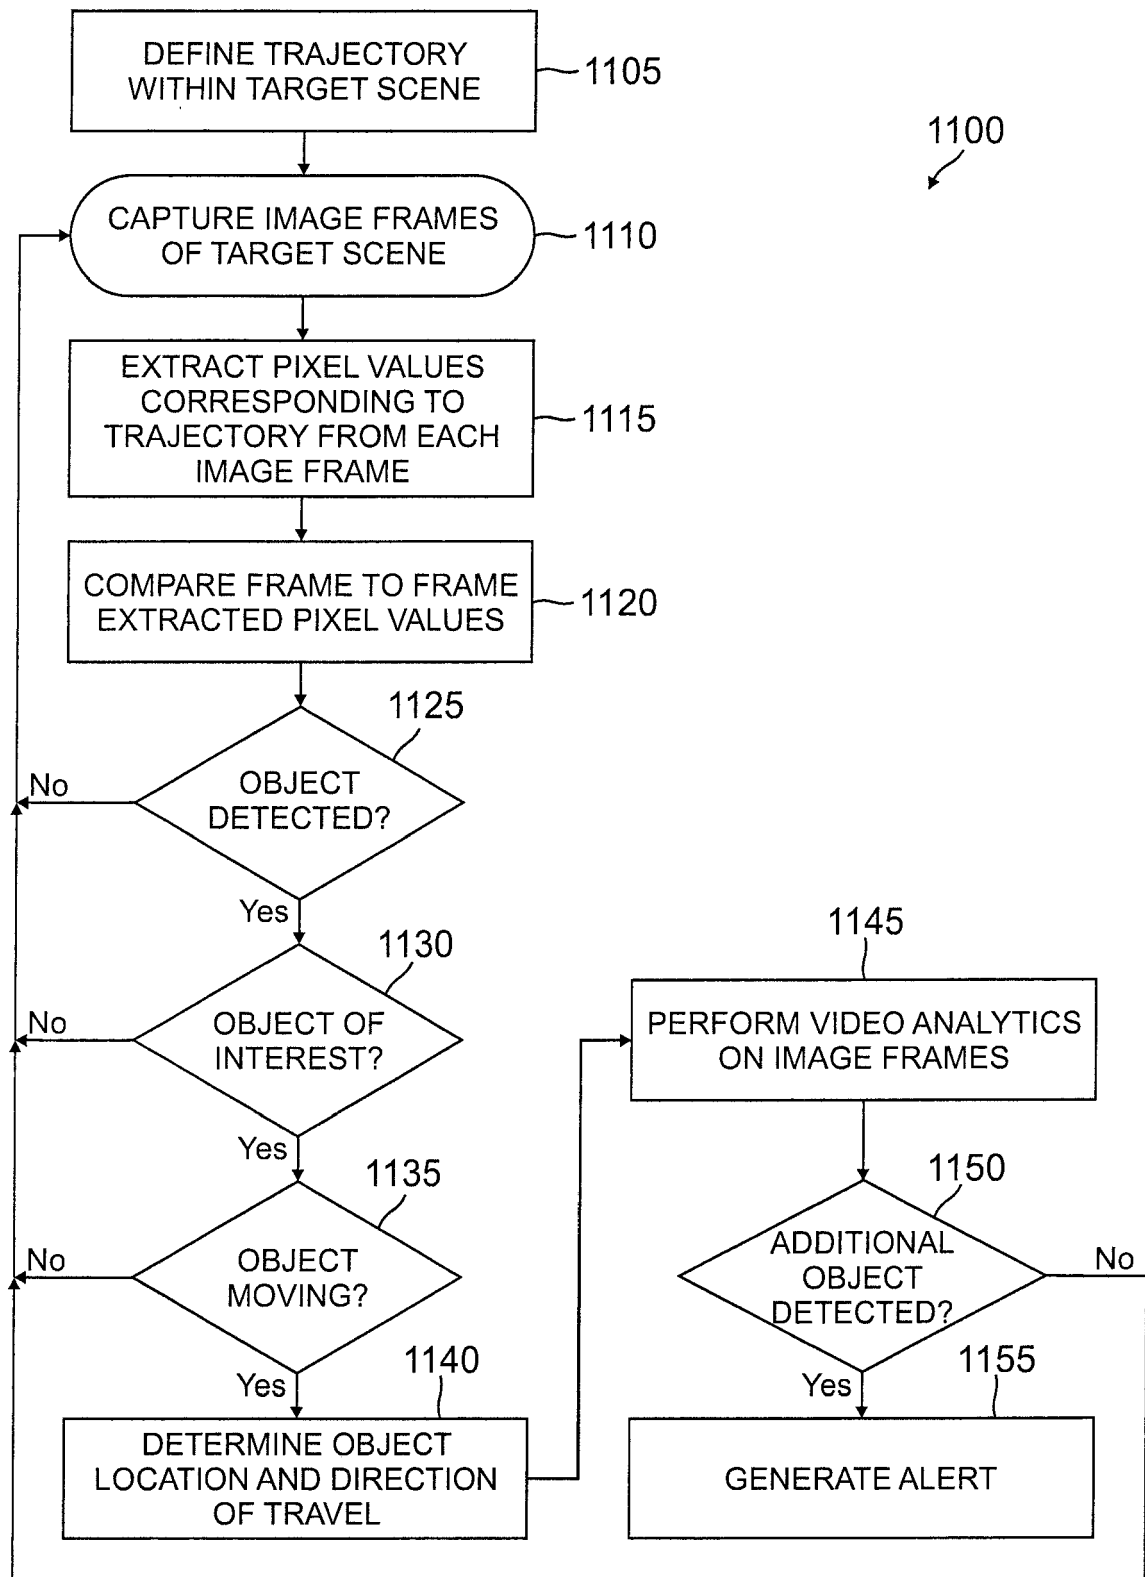 DEFINE TRAJECTORY
WITHIN TARGET SCENE
1105
1100
CAPTURE IMAGE FRAMES
OF TARGET SCENE
1110
EXTRACT PIXEL VALUES
CORRESPONDING TO
TRAJECTORY FROM EACH
IMAGE FRAME
1115
COMPARE FRAME TO FRAME
EXTRACTED PIXEL VALUES
1120
1125
OBJECT
DETECTED?
No
Yes
1130
OBJECT OF
INTEREST?
No
Yes
1135
OBJECT
MOVING?
No
Yes
1140
DETERMINE OBJECT
LOCATION AND DIRECTION
OF TRAVEL
1145
PERFORM VIDEO ANALYTICS
ON IMAGE FRAMES
1150
ADDITIONAL
OBJECT
DETECTED?
No
Yes
1155
GENERATE ALERT